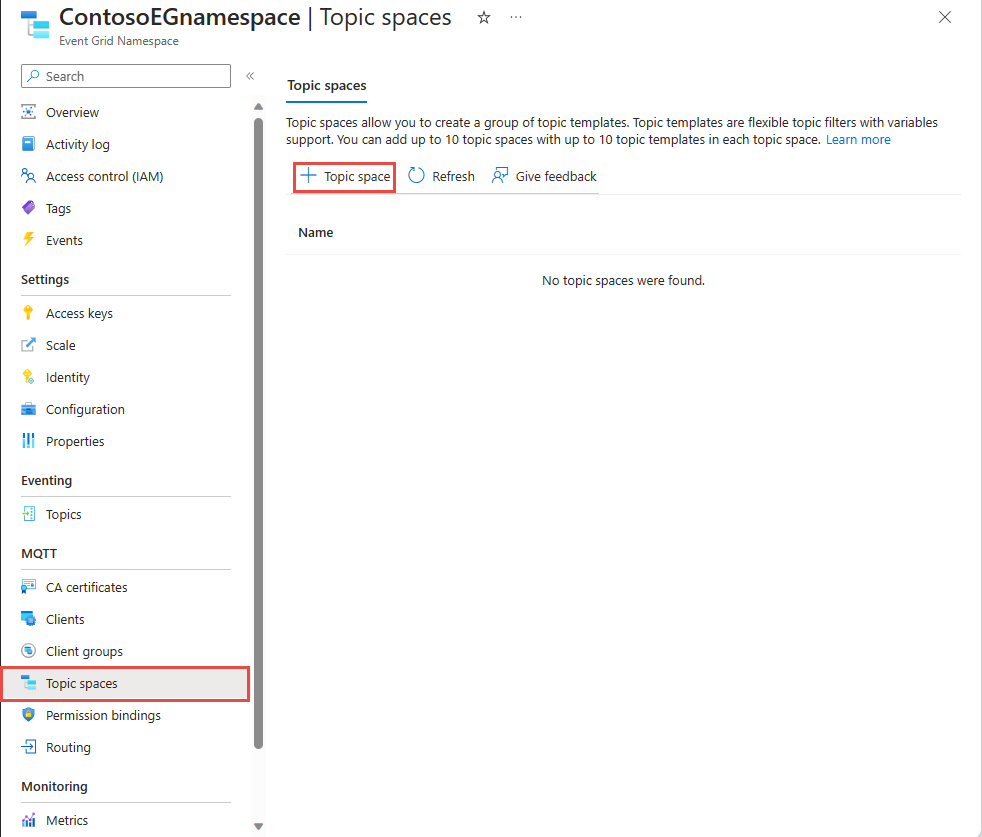 ContosoEGnamespace | Topic spaces
Event Grid Namespace
Search
Overview
Activity log
Access control (IAM)
Tags
Events
Settings
Access keys
Scale
Identity
Configuration
Properties
Eventing
Topics
MQTT
CA certificates
Clients
Client groups
Topic spaces
Permission bindings
Routing
Monitoring
Metrics
Topic spaces
Topic spaces allow you to create a group of topic templates. Topic templates are flexible topic filters with variables
support. You can add up to 10 topic spaces with up to 10 topic templates in each topic space. Learn more
Topic space Refresh Give feedback
Name
No topic spaces were found.